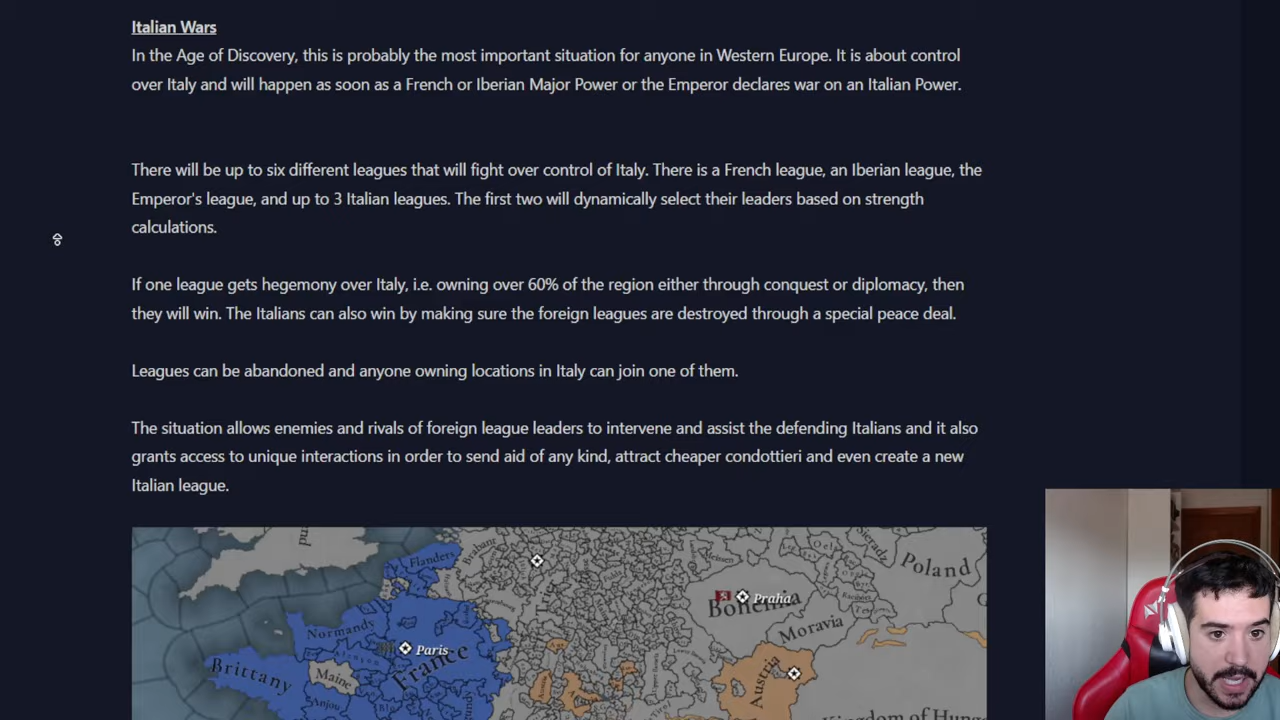 Italian Wars
In the Age of Discovery, this is probably the most important situation for anyone in Western Europe. It is about control
over Italy and will happen as soon as a French or Iberian Major Power or the Emperor declares war on an Italian Power.
There will be up to six different leagues that will fight over control of Italy. There is a French league, an Iberian league, the
Emperor's league, and up to 3 Italian leagues. The first two will dynamically select their leaders based on strength
calculations.
If one league gets hegemony over Italy, i.e. owning over 60% of the region either through conquest or diplomacy, then
they will win. The Italians can also win by making sure the foreign leagues are destroyed through a special peace deal.
Leagues can be abandoned and anyone owning locations in Italy can join one of them.
The situation allows enemies and rivals of foreign league leaders to intervene and assist the defending Italians and it also
grants access to unique interactions in order to send aid of any kind, attract cheaper condottieri and even create a new
Italian league.
Flanders
Brabant
Poland
Praha
Bohemia
Normandy
Moravia
Paris
France
Brittany
Maine
Austria
Anjou
Kingdom of Hung